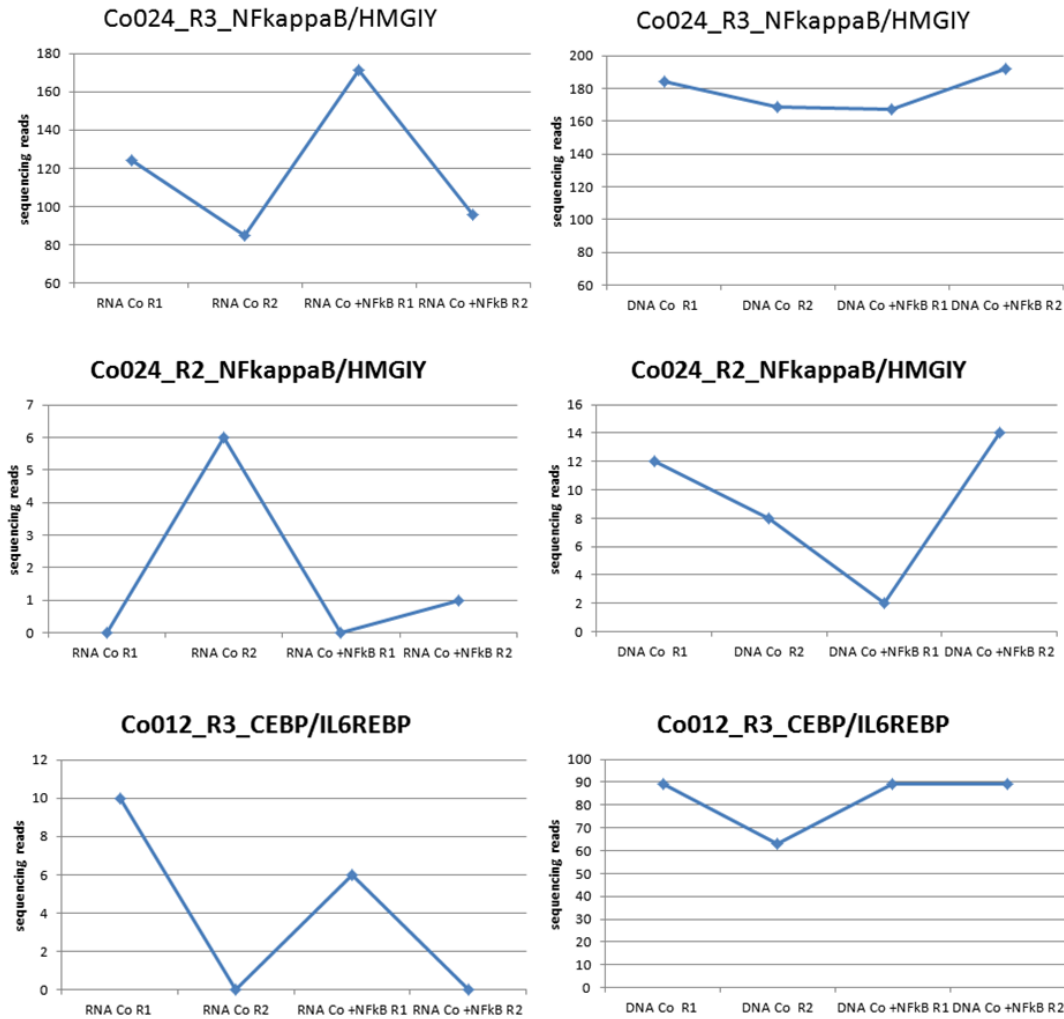 Co024_R3_NFkappaB/HMGIY
180
160
140
120
100
80
60
sequencing reads
RNA Co R1
RNA Co R2
RNA Co +NFkB R1
RNA Co +NFkB R2
Co024_R3_NFkappaB/HMGIY
200
180
160
140
120
100
80
60
sequencing reads
DNA Co R1
DNA Co R2
DNA Co +NFkB R1
DNA Co +NFkB R2
Co024_R2_NFkappaB/HMGIY
7
6
5
4
3
2
1
0
sequencing reads
RNA Co R1
RNA Co R2
RNA Co +NFkB R1
RNA Co +NFkB R2
Co024_R2_NFkappaB/HMGIY
16
14
12
10
8
6
4
2
0
sequencing reads
DNA Co R1
DNA Co R2
DNA Co +NFkB R1
DNA Co +NFkB R2
Co012_R3_CEBP/IL6REBP
12
10
8
6
4
2
0
sequencing reads
RNA Co R1
RNA Co R2
RNA Co +NFkB R1
RNA Co +NFkB R2
Co012_R3_CEBP/IL6REBP
100
90
80
70
60
50
40
30
20
10
0
sequencing reads
DNA Co R1
DNA Co R2
DNA Co +NFkB R1
DNA Co +NFkB R2